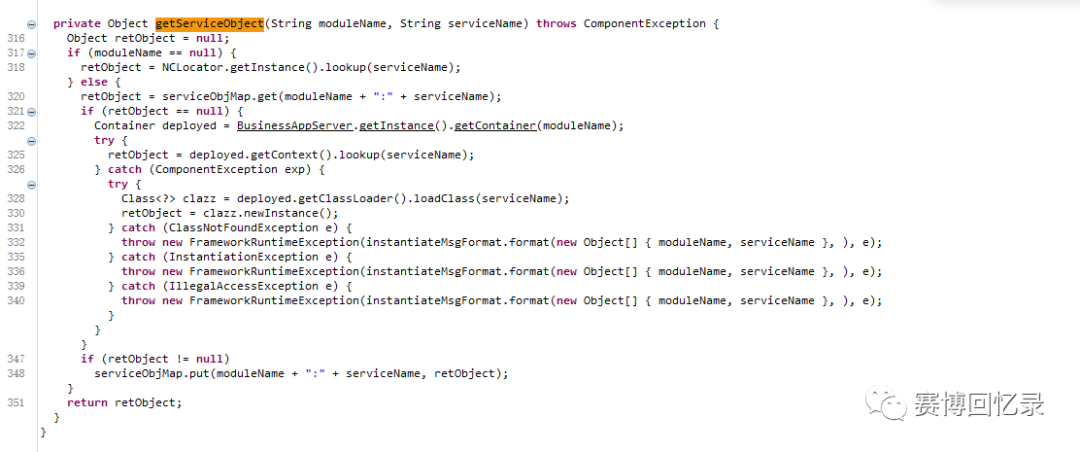 private Object getServiceObject(String moduleName, String serviceName) throws ComponentException {
316 Object retObject = null;
317 if (moduleName == null) {
318 retObject = NCLocator.getInstance().lookup(serviceName);
} else {
320 retObject = serviceObjMap.get(moduleName + ":" + serviceName);
321 if (retObject == null) {
322 Container deployed = BusinessAppServer.getInstance().getContainer(moduleName);
try {
325 retObject = deployed.getContext().lookup(serviceName);
326 } catch (ComponentException exp) {
try {
328 Class<?> clazz = deployed.getClassLoader().loadClass(serviceName);
330 retObject = clazz.newInstance();
331 } catch (ClassNotFoundException e) {
332 throw new FrameworkRuntimeException(instantiateMsgFormat.format(new Object[] { moduleName, serviceName }, ), e);
335 } catch (InstantiationException e) {
336 throw new FrameworkRuntimeException(instantiateMsgFormat.format(new Object[] { moduleName, serviceName }, ), e);
339 } catch (IllegalAccessException e) {
340 throw new FrameworkRuntimeException(instantiateMsgFormat.format(new Object[] { moduleName, serviceName }, ), e);
}
}
}
347 if (retObject != null)
348 serviceObjMap.put(moduleName + ":" + serviceName, retObject);
}
351 return retObject;
}
}
赛博回忆录